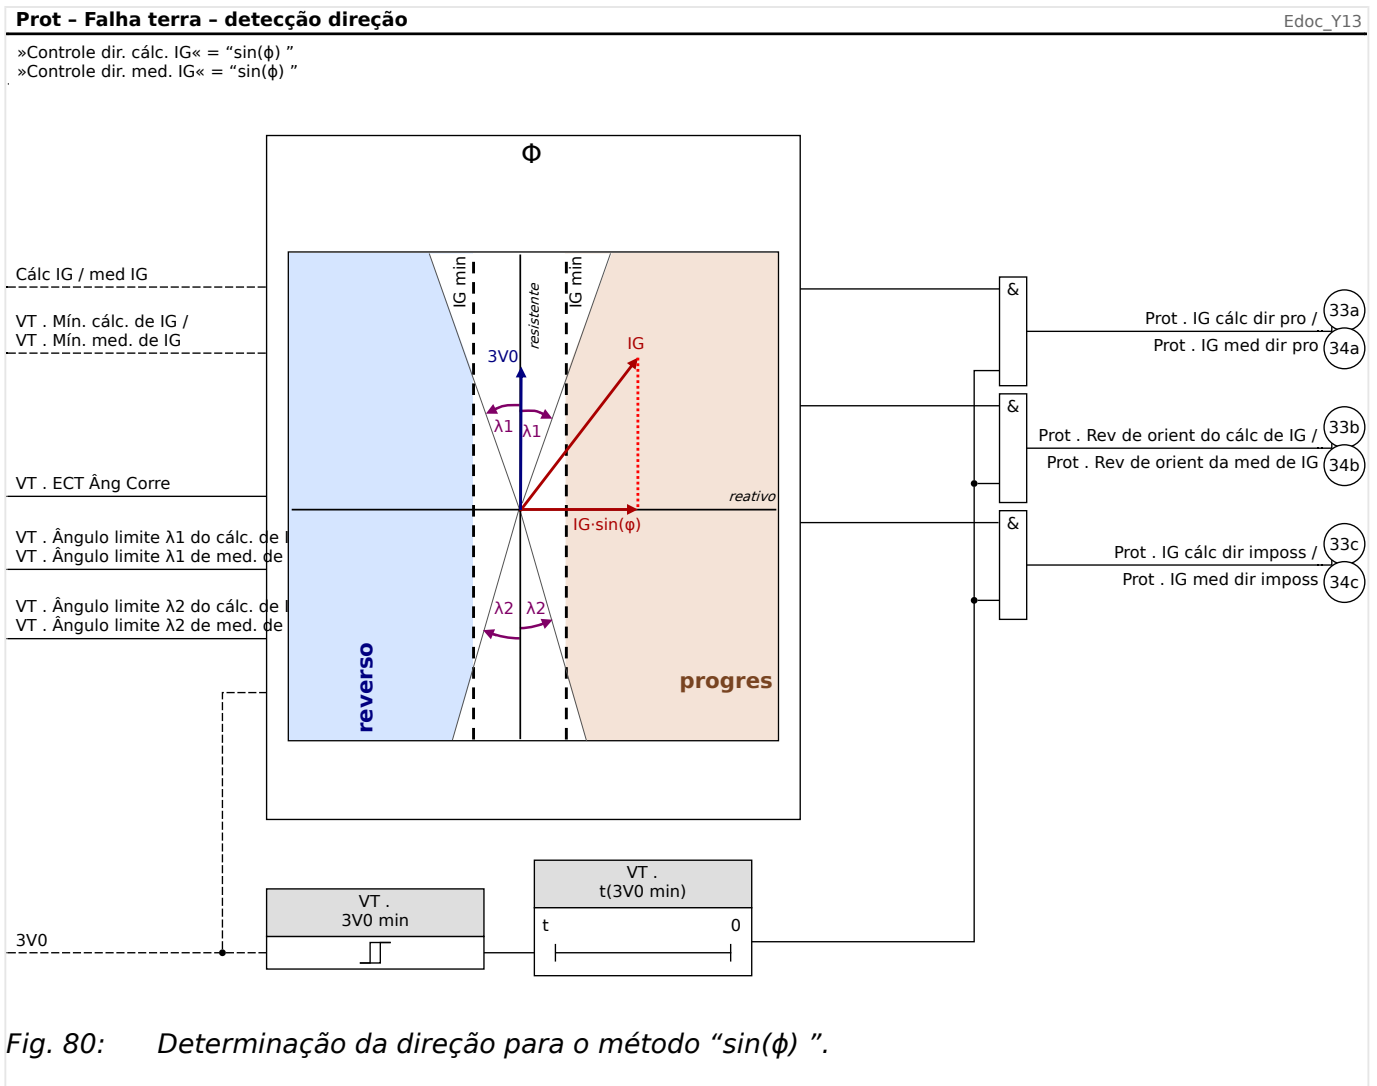 Prot – Falha terra – detecção direção
Edoc_Y13
»Controle dir. cálc. IG« = “sin(ϕ) ”
»Controle dir. med. IG« = “sin(ϕ) ”
Φ
Cálc IG / med IG
VT . Mín. cálc. de IG /
VT . Mín. med. de IG
VT . ECT Âng Corre
VT . Ângulo limite λ1 do cálc. de I
VT . Ângulo limite λ1 de med. de
VT . Ângulo limite λ2 do cálc. de I
VT . Ângulo limite λ2 de med. de
3V0
IG min
resistente
IG min
3V0
IG
λ1
λ1
reativo
IG·sin(φ)
λ2
λ2
reverso
progres
&
Prot . IG cálc dir pro /
33a
Prot . IG med dir pro
34a
&
Prot . Rev de orient do cálc de IG /
33b
Prot . Rev de orient da med de IG
34b
&
Prot . IG cálc dir imposs /
33c
Prot . IG med dir imposs
34c
VT .
3V0 min
VT .
t(3V0 min)
t
0
Fig. 80: Determinação da direção para o método “sin(ϕ) ”.